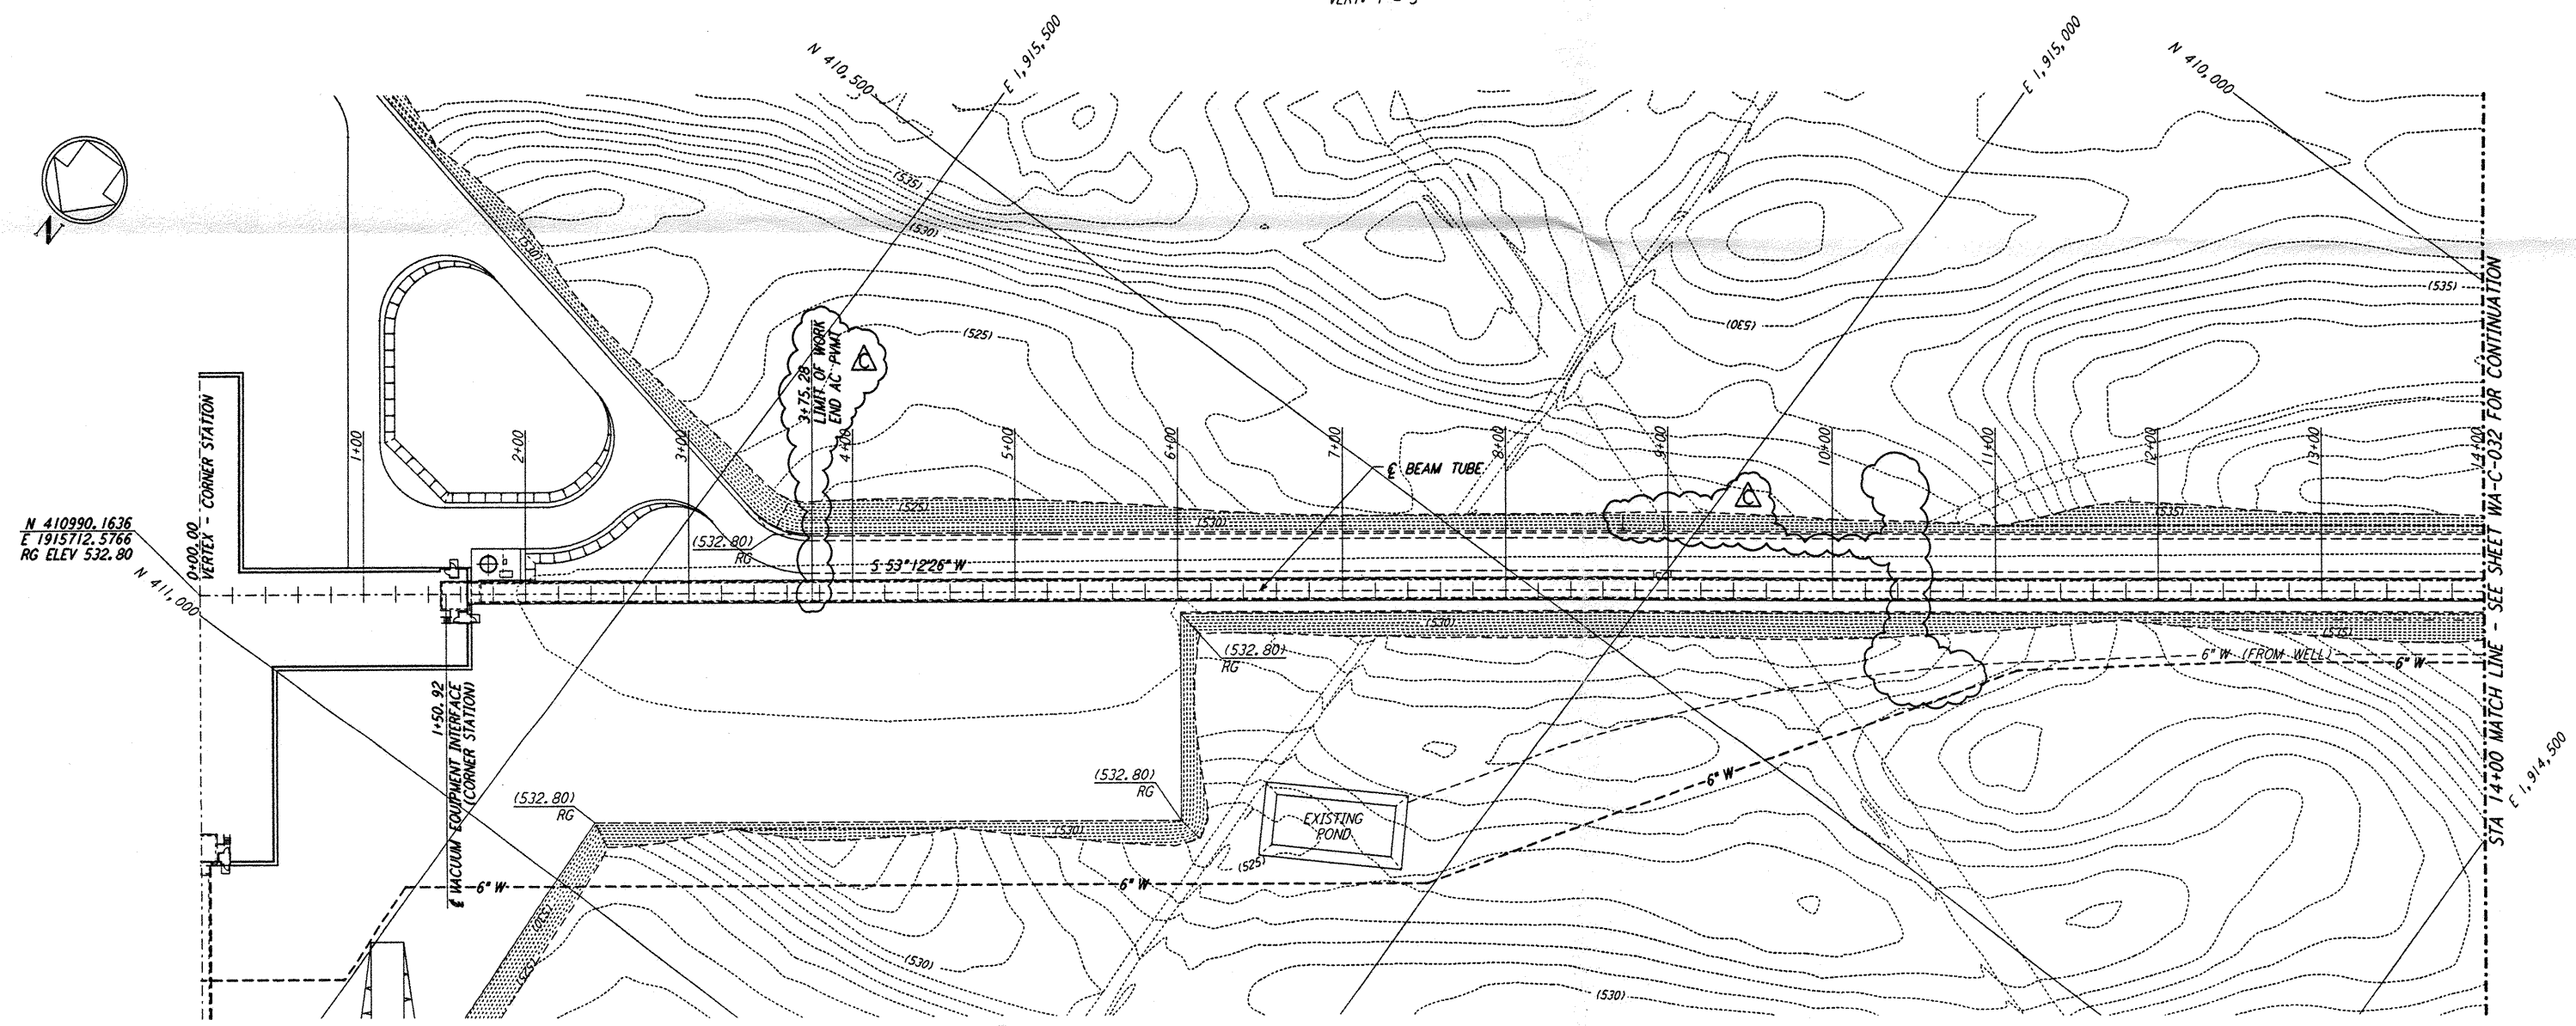 VERT. 1"=5'
N 410,500
E 1,915,500
E 1,915,000
N 410,000
N
(535)
(530)
(530)
(525)
(535)
(530)
3+75.28
LIMIT OF WORK
END AC PVMT
C
0+00.00
VERTEX - CORNER STATION
1+00
2+00
3+00
4+00
5+00
6+00
7+00
8+00
9+00
10+00
11+00
12+00
13+00
14+00
℄ BEAM TUBE
C
N 410990.1636
E 1915712.5766
RG ELEV 532.80
(525)
(530)
(535)
(532.80)
RG
S 53°12'26" W
N 411,000
(530)
(535)
(532.80)
RG
6" W (FROM WELL)
6" W
1+50.92
℄ VACUUM EQUIPMENT INTERFACE
(CORNER STATION)
(532.80)
RG
(532.80)
RG
6" W
EXISTING
POND
(530)
(525)
6" W
6" W
(530)
(525)
(530)
(530)
STA 14+00 MATCH LINE - SEE SHEET WA-C-032 FOR CONTINUATION
E 1,914,500